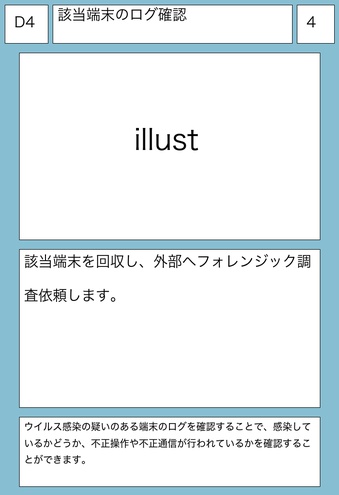 D4
該当端末のログ確認
4
illust
該当端末を回収し、外部へフォレンジック調
査依頼します。
ウイルス感染の疑いのある端末のログを確認することで、感染して
いるかどうか、不正操作や不正通信が行われているかを確認するこ
とができます。